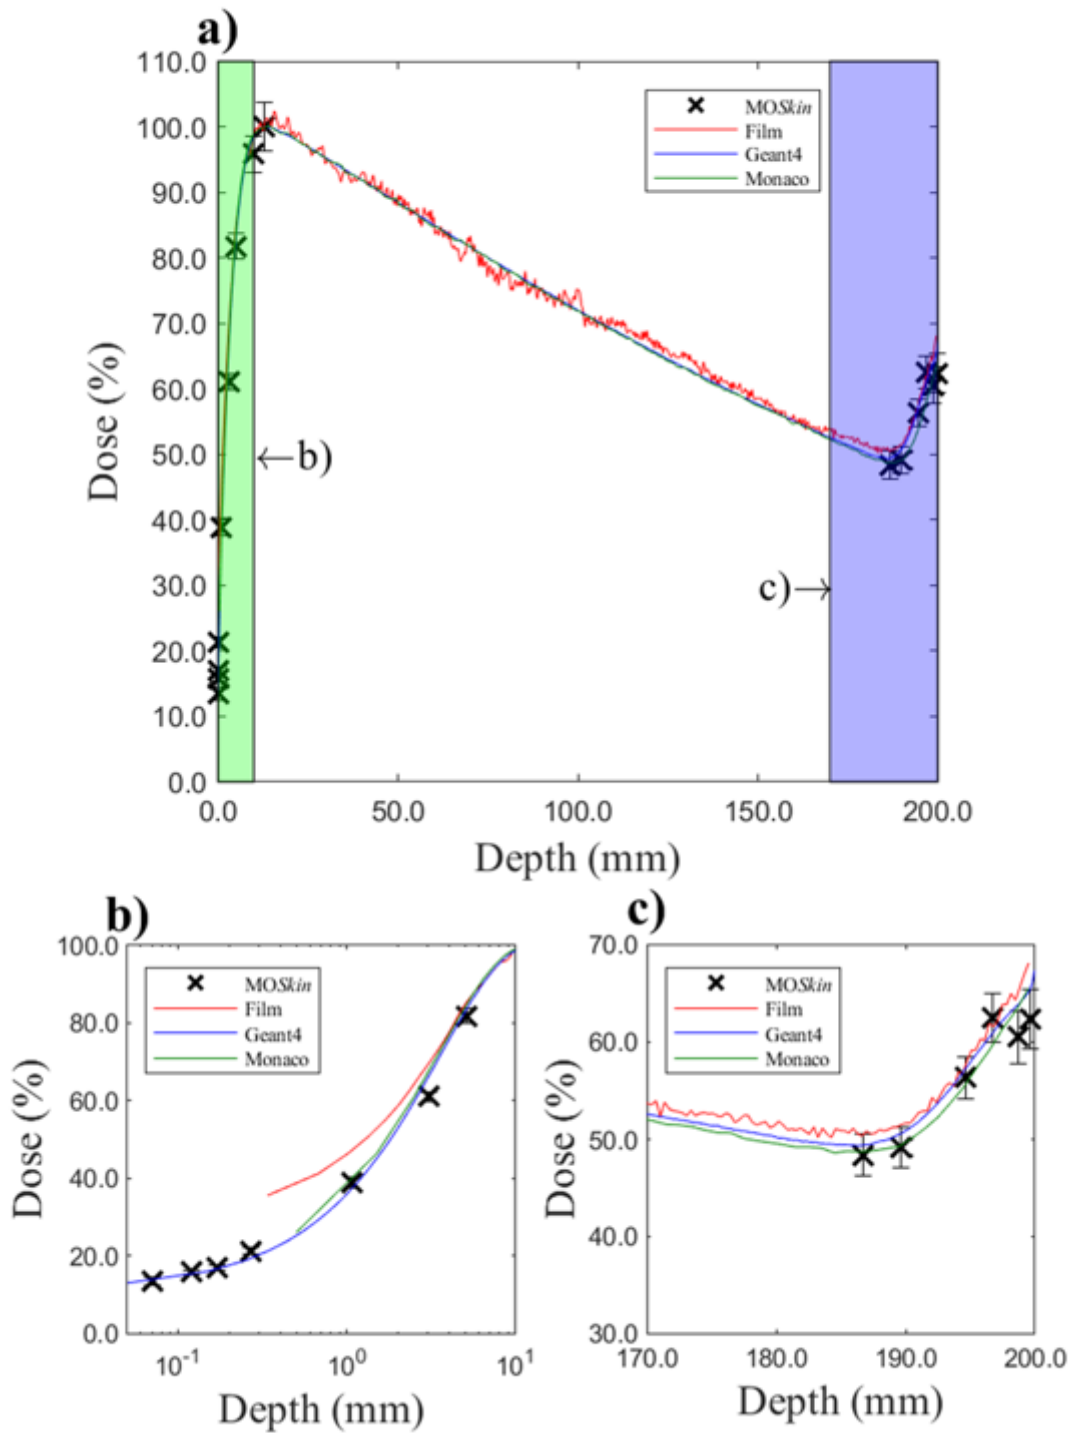 a)
110.0
100.0
90.0
80.0
70.0
60.0
50.0
40.0
30.0
20.0
10.0
0.0
Dose (%)
MOSkin
Film
Geant4
Monaco
←b)
c)→
0.0 50.0 100.0 150.0 200.0
Depth (mm)
b)
100.0
80.0
60.0
40.0
20.0
0.0
Dose (%)
MOSkin
Film
Geant4
Monaco
10⁻¹ 10⁰ 10¹
Depth (mm)
c)
70.0
60.0
50.0
40.0
30.0
Dose (%)
MOSkin
Film
Geant4
Monaco
170.0 180.0 190.0 200.0
Depth (mm)